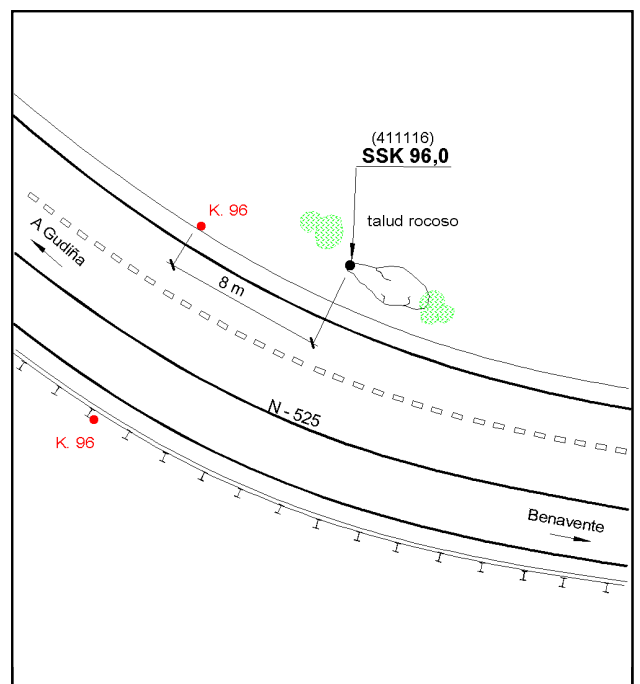 (411116)
SSK 96,0
K. 96
talud rocoso
A Gudiña
8 m
N - 525
K. 96
Benavente